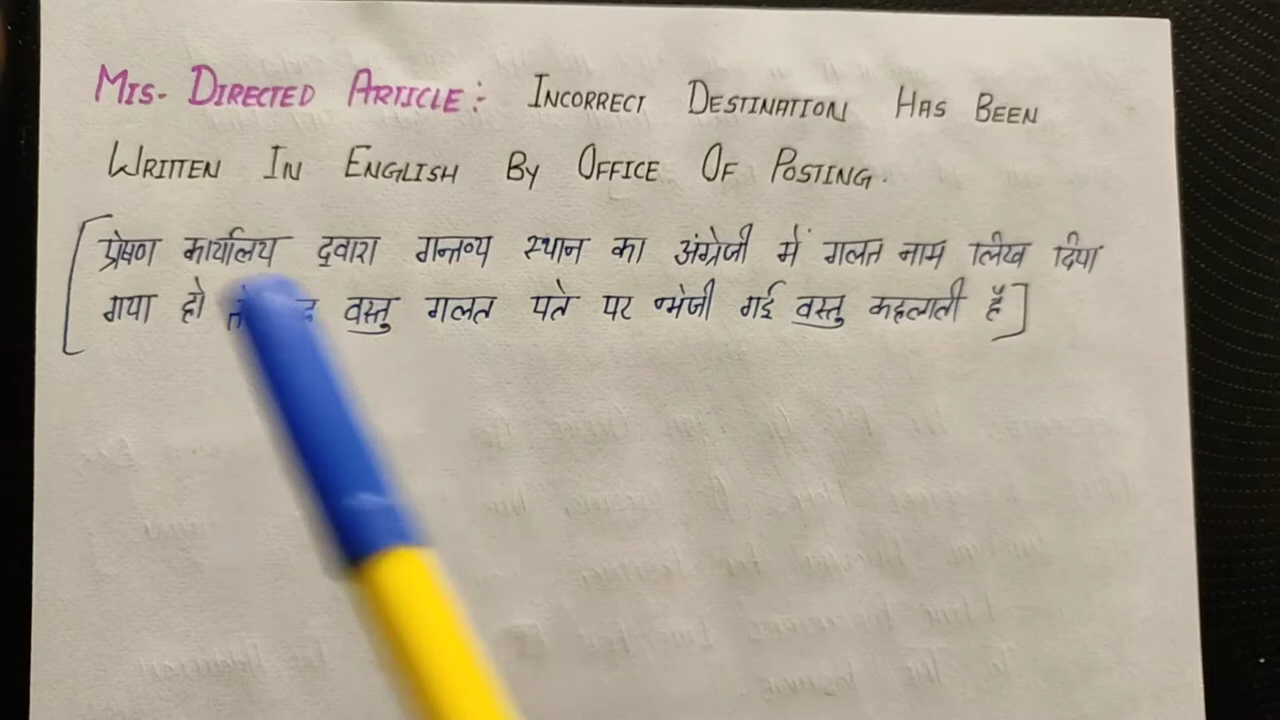 MIS-DIRECTED ARTICLE:- INCORRECT DESTINATION HAS BEEN
WRITTEN IN ENGLISH BY OFFICE OF POSTING.
[प्रेषण कार्यालय द्वारा गन्तव्य स्थान का अंग्रेजी में गलत नाम लिख दिया
गया हो वस्तु गलत पते पर भेजी गई वस्तु कहलाती हैं]